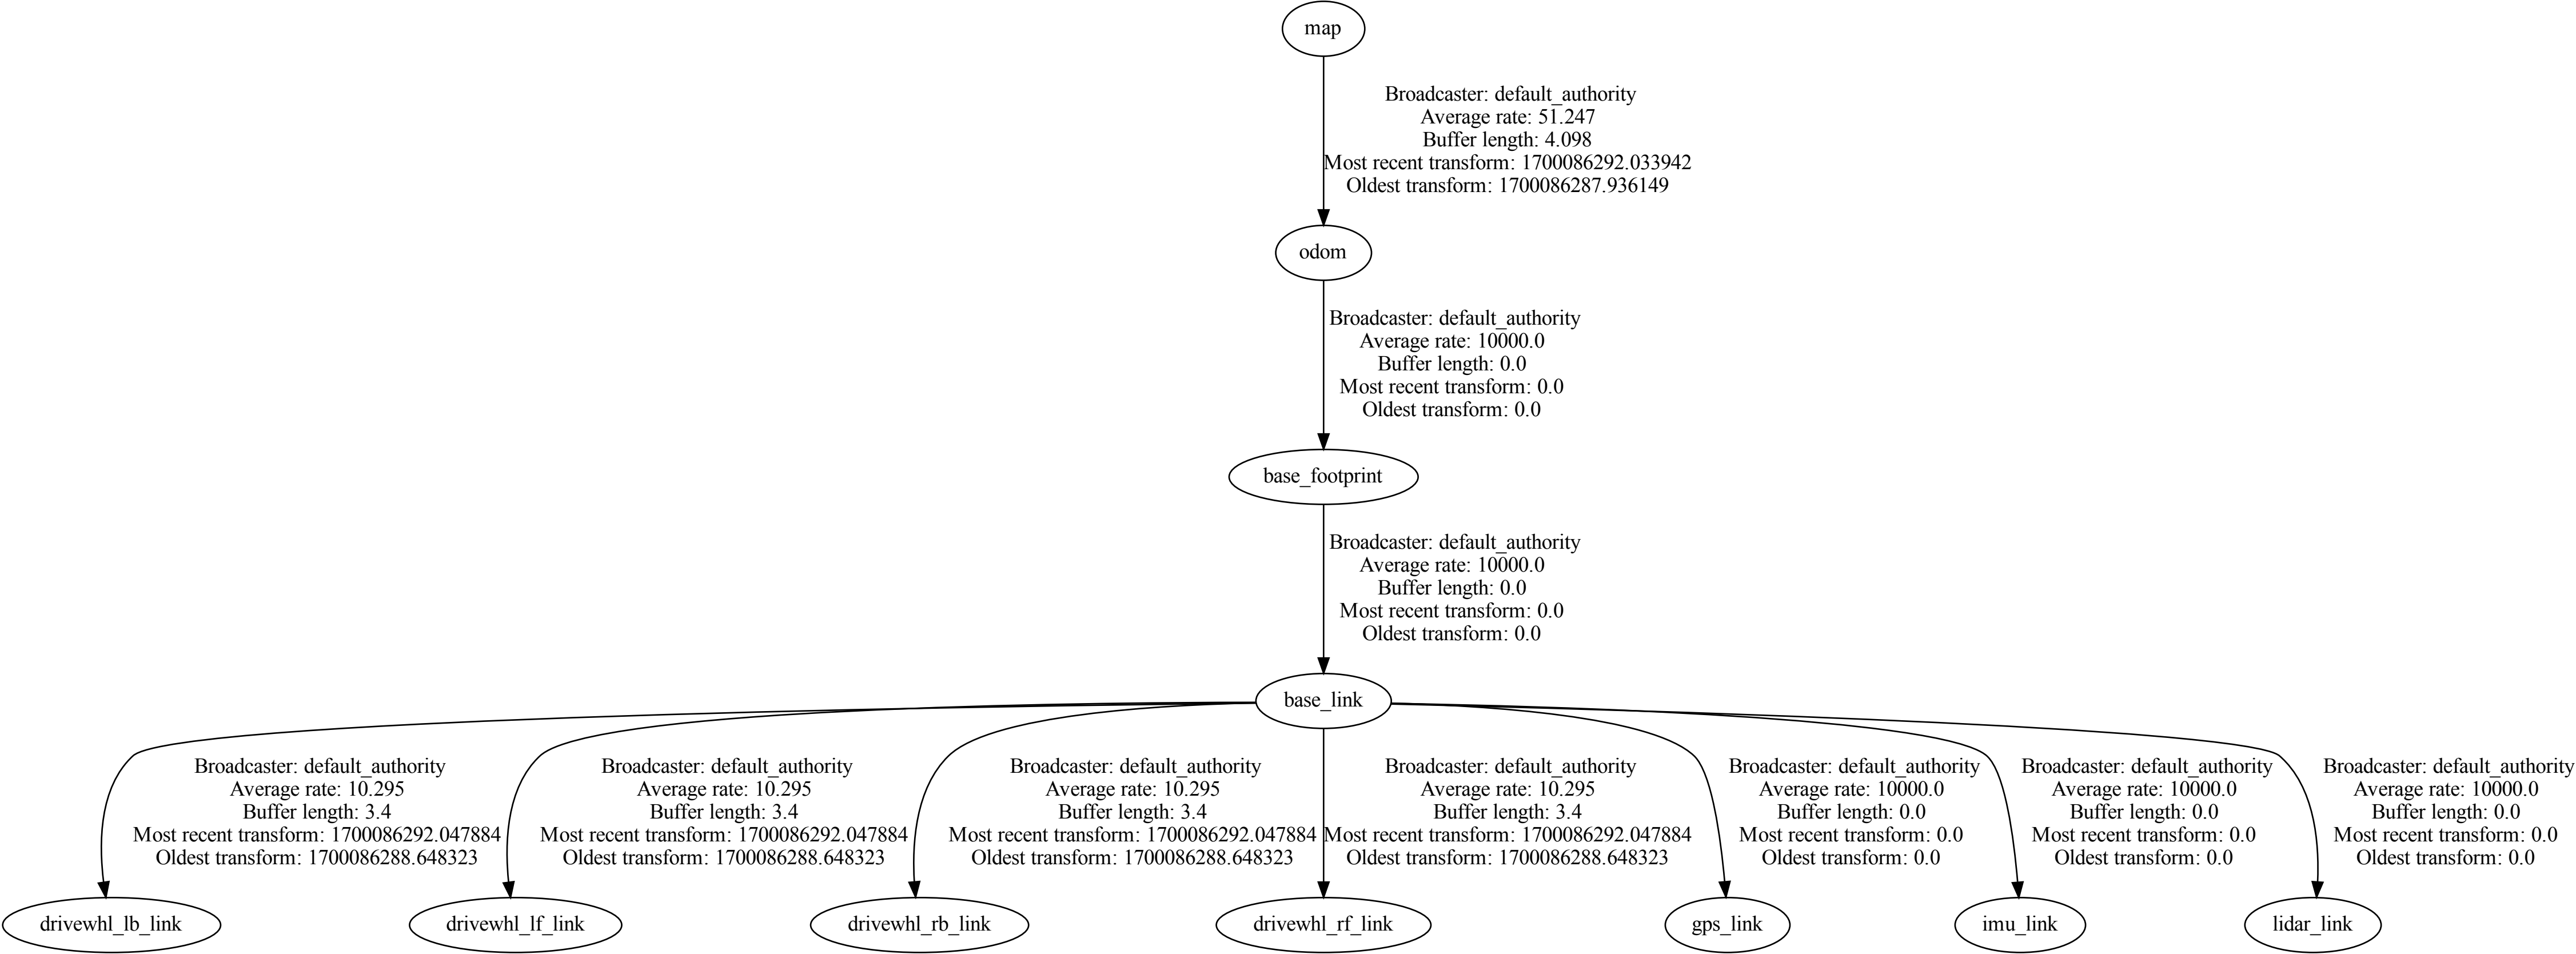 map
Broadcaster: default_authority
Average rate: 51.247
Buffer length: 4.098
Most recent transform: 1700086292.033942
Oldest transform: 1700086287.936149
odom
Broadcaster: default_authority
Average rate: 10000.0
Buffer length: 0.0
Most recent transform: 0.0
Oldest transform: 0.0
base_footprint
Broadcaster: default_authority
Average rate: 10000.0
Buffer length: 0.0
Most recent transform: 0.0
Oldest transform: 0.0
base_link
Broadcaster: default_authority
Average rate: 10.295
Buffer length: 3.4
Most recent transform: 1700086292.047884
Oldest transform: 1700086288.648323
Broadcaster: default_authority
Average rate: 10.295
Buffer length: 3.4
Most recent transform: 1700086292.047884
Oldest transform: 1700086288.648323
Broadcaster: default_authority
Average rate: 10.295
Buffer length: 3.4
Most recent transform: 1700086292.047884
Oldest transform: 1700086288.648323
Broadcaster: default_authority
Average rate: 10.295
Buffer length: 3.4
Most recent transform: 1700086292.047884
Oldest transform: 1700086288.648323
Broadcaster: default_authority
Average rate: 10000.0
Buffer length: 0.0
Most recent transform: 0.0
Oldest transform: 0.0
Broadcaster: default_authority
Average rate: 10000.0
Buffer length: 0.0
Most recent transform: 0.0
Oldest transform: 0.0
Broadcaster: default_authority
Average rate: 10000.0
Buffer length: 0.0
Most recent transform: 0.0
Oldest transform: 0.0
drivewhl_lb_link
drivewhl_lf_link
drivewhl_rb_link
drivewhl_rf_link
gps_link
imu_link
lidar_link